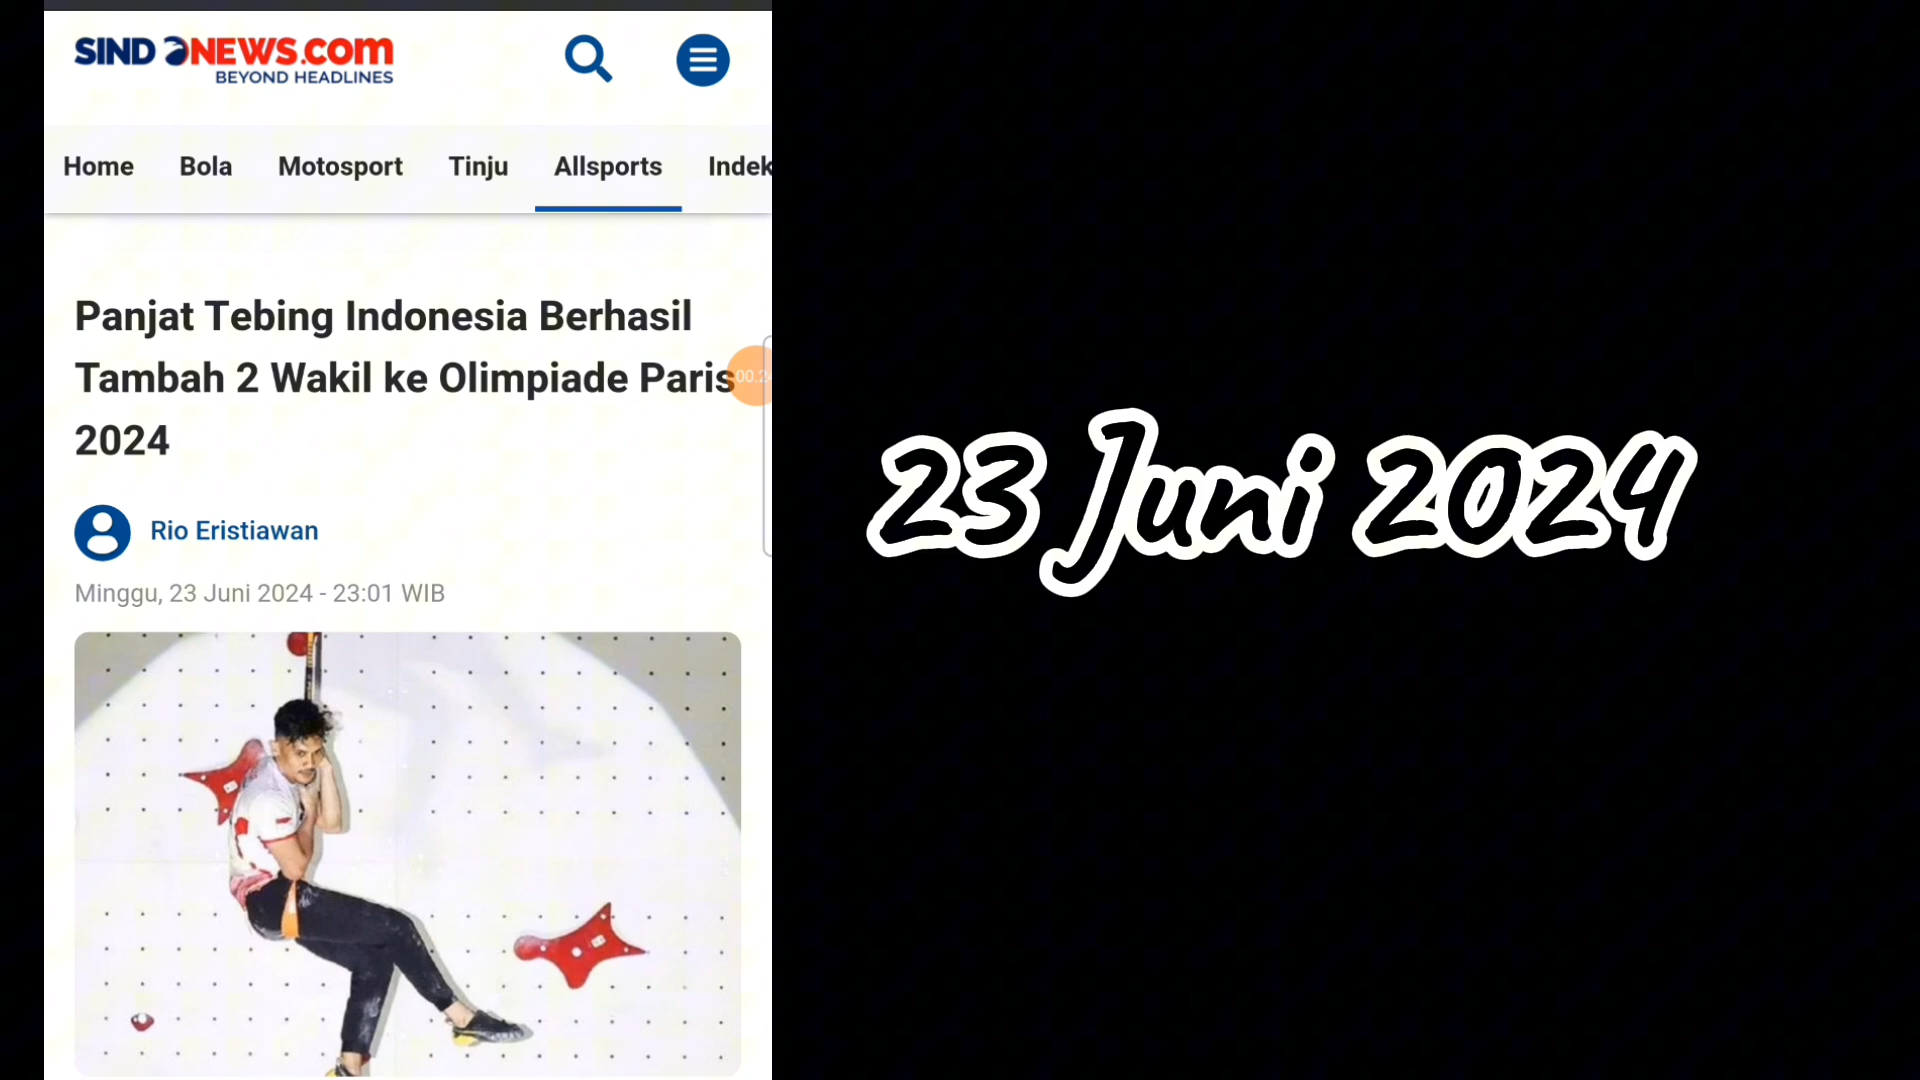 SINDONEWS.com
BEYOND HEADLINES
Home Bola Motosport Tinju Allsports Indek
Panjat Tebing Indonesia Berhasil
Tambah 2 Wakil ke Olimpiade Paris
2024
Rio Eristiawan
Minggu, 23 Juni 2024 - 23:01 WIB
23 Juni 2024